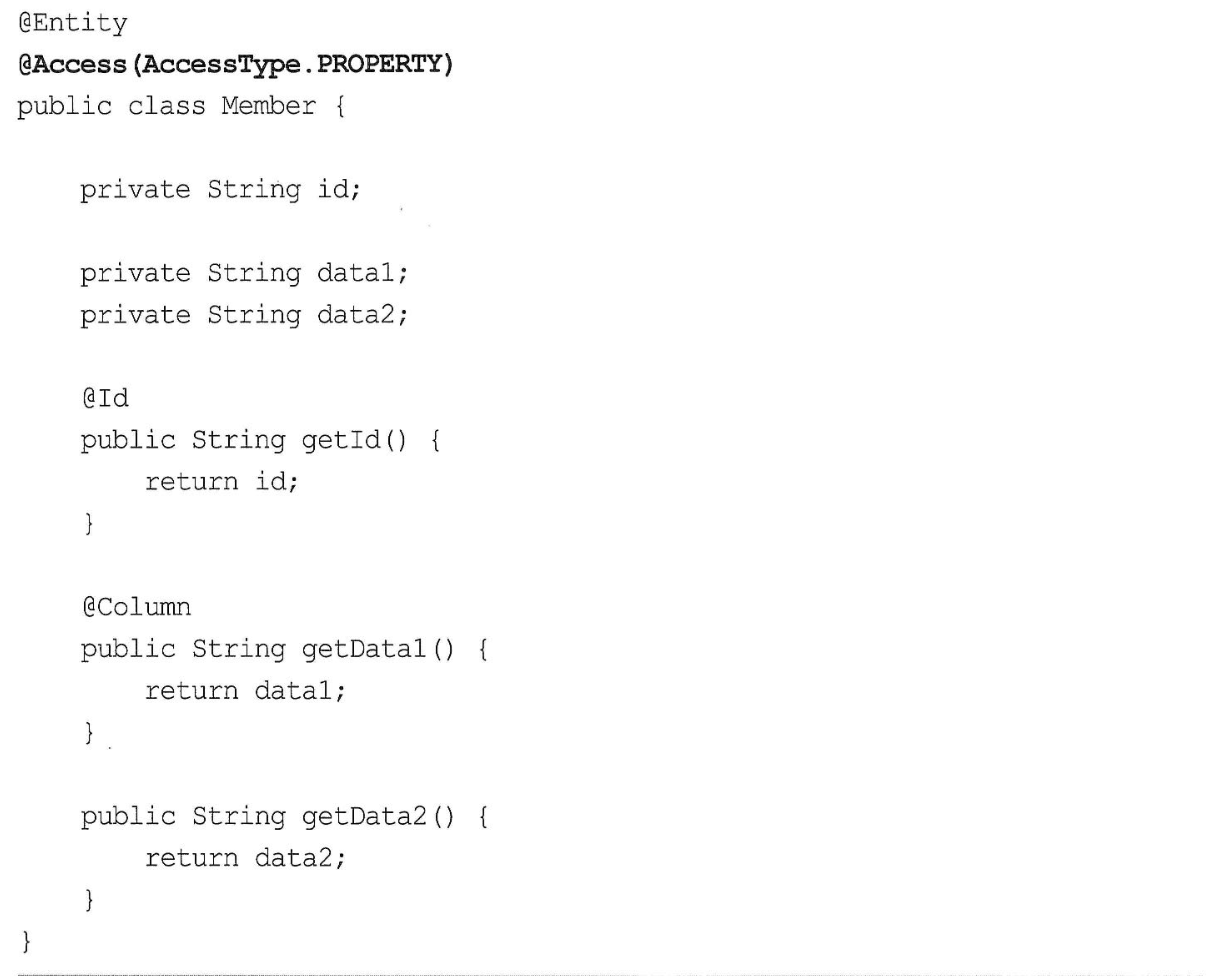 @Entity
@Access(AccessType.PROPERTY)
public class Member {
private String id;
private String data1;
private String data2;
@Id
public String getId() {
return id;
}
@Column
public String getData1() {
return data1;
}
public String getData2() {
return data2;
}
}